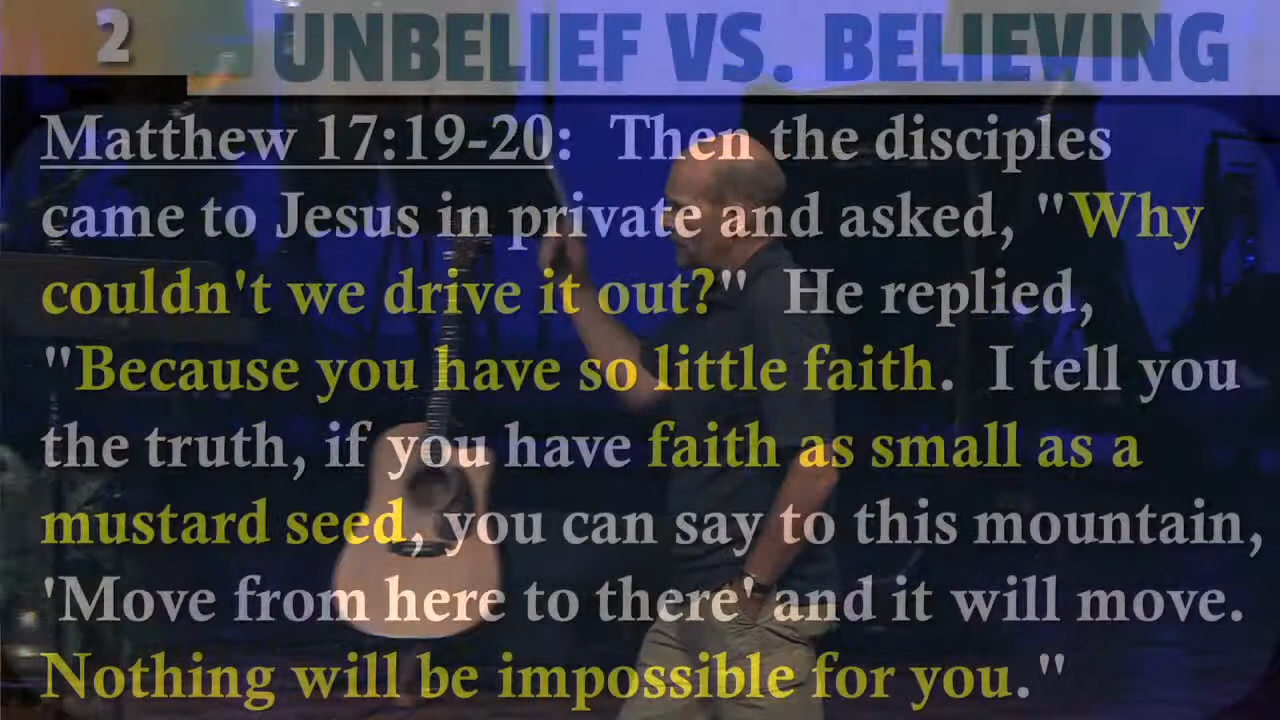 2 UNBELIEF VS. BELIEVING
Matthew 17:19-20: Then the disciples
came to Jesus in private and asked, "Why
couldn't we drive it out?" He replied,
"Because you have so little faith. I tell you
the truth, if you have faith as small as a
mustard seed, you can say to this mountain,
'Move from here to there' and it will move.
Nothing will be impossible for you."